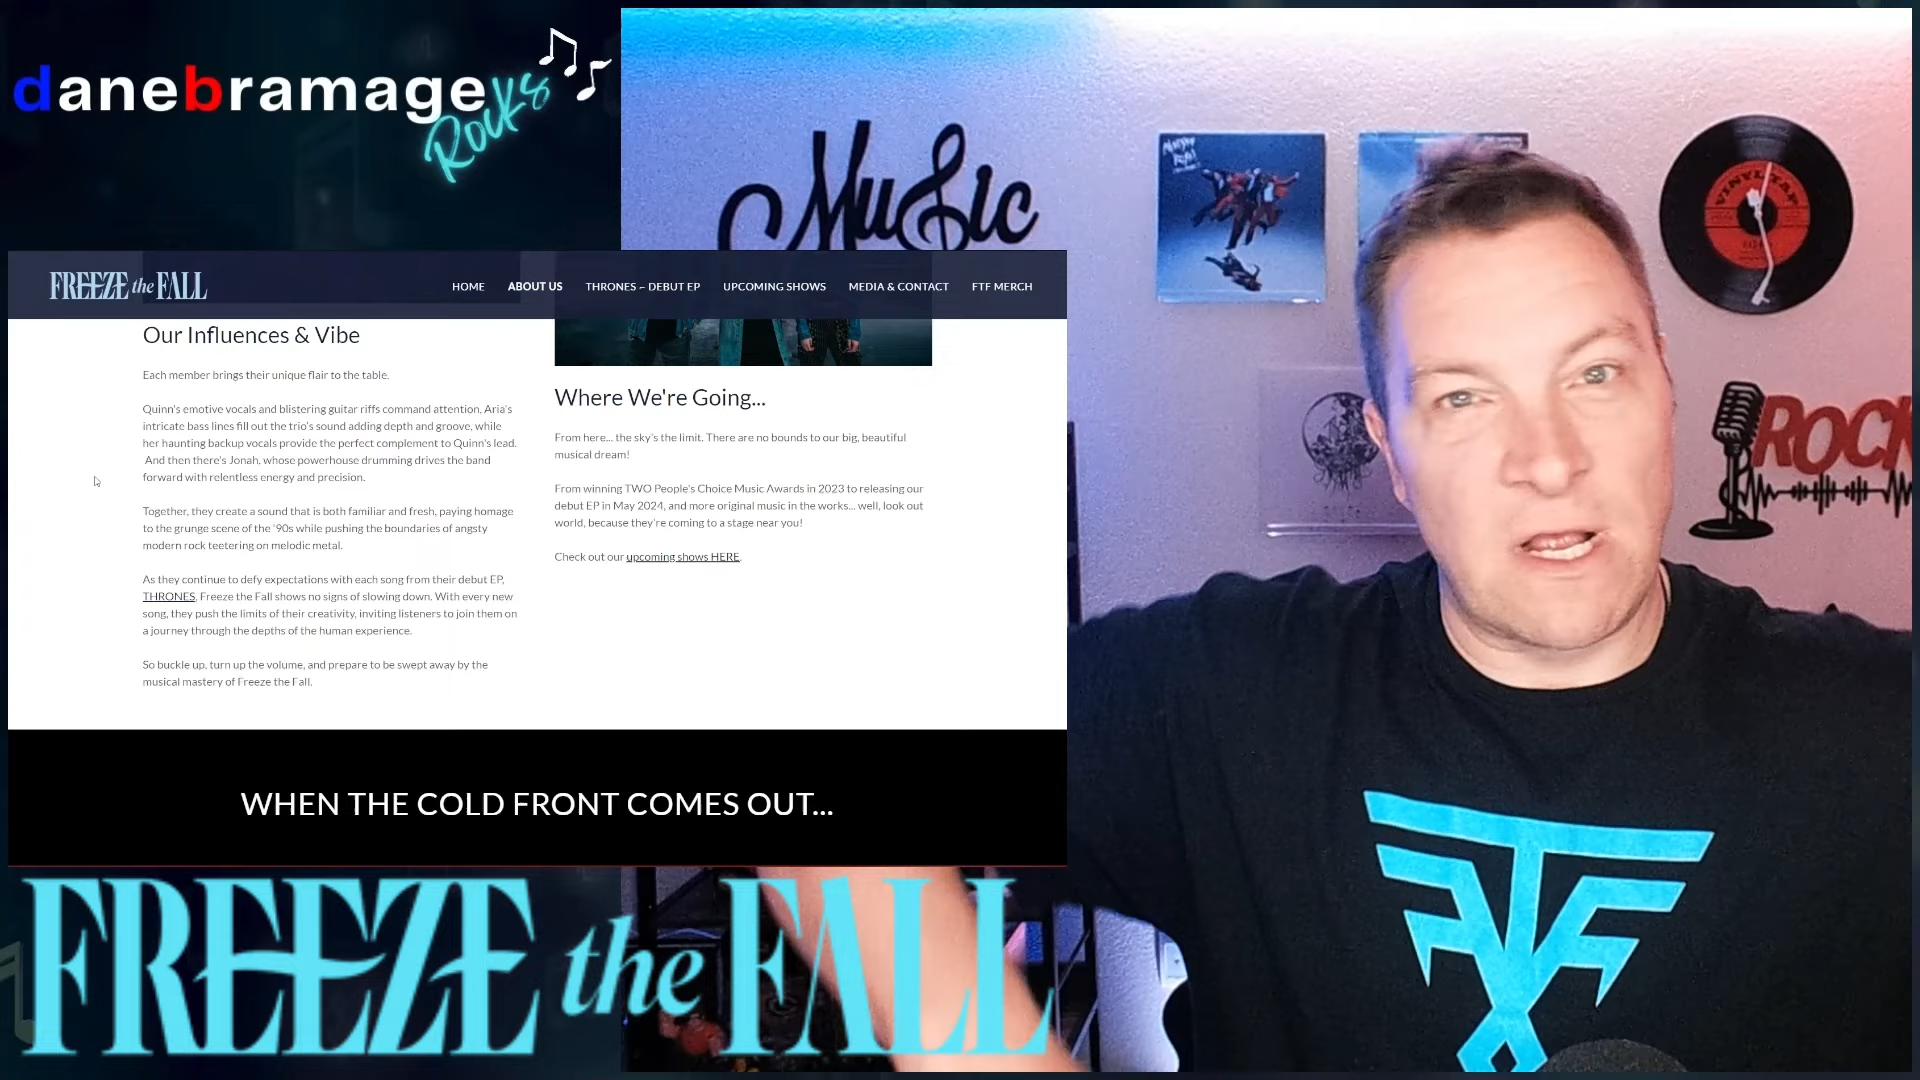 danebramage
Rocks
Music
VINYL TAP
ROCK
FREEZE the FALL
HOME
ABOUT US
THRONES – DEBUT EP
UPCOMING SHOWS
MEDIA & CONTACT
FTF MERCH
Our Influences & Vibe
Each member brings their unique flair to the table.
Quinn's emotive vocals and blistering guitar riffs command attention. Aria's
intricate bass lines fill out the trio's sound adding depth and groove, while
her haunting backup vocals provide the perfect complement to Quinn's lead.
And then there's Jonah, whose powerhouse drumming drives the band
forward with relentless energy and precision.
Together, they create a sound that is both familiar and fresh, paying homage
to the grunge scene of the '90s while pushing the boundaries of angsty
modern rock teetering on melodic metal.
As they continue to defy expectations with each song from their debut EP,
THRONES, Freeze the Fall shows no signs of slowing down. With every new
song, they push the limits of their creativity, inviting listeners to join them on
a journey through the depths of the human experience.
So buckle up, turn up the volume, and prepare to be swept away by the
musical mastery of Freeze the Fall.
Where We're Going...
From here... the sky's the limit. There are no bounds to our big, beautiful
musical dream!
From winning TWO People's Choice Music Awards in 2023 to releasing our
debut EP in May 2024, and more original music in the works... well, look out
world, because they're coming to a stage near you!
Check out our upcoming shows HERE.
WHEN THE COLD FRONT COMES OUT...
FREEZE the FALL
FTF